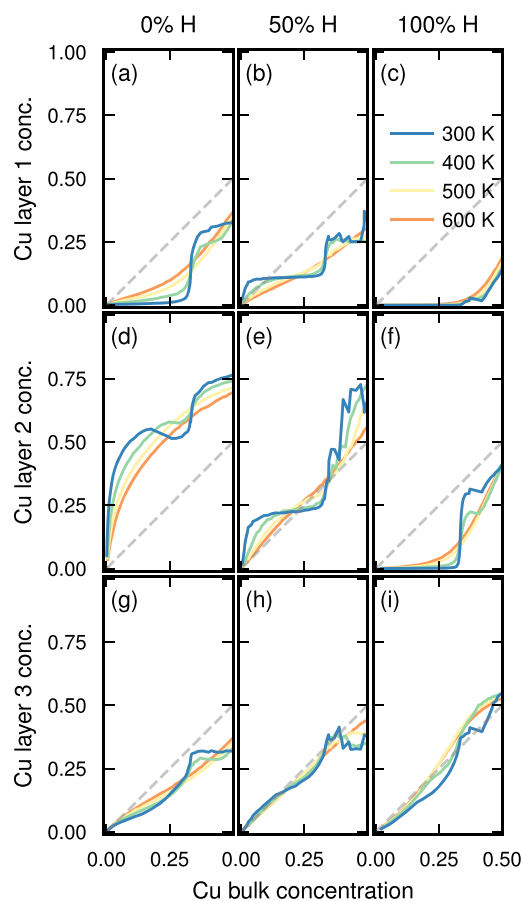 0% H 50% H 100% H
1.00 (a) (b) (c)
0.75
300 K
400 K
500 K
600 K
0.50
0.25
0.00
Cu layer 1 conc.
(d) (e) (f)
0.75
0.50
0.25
0.00
Cu layer 2 conc.
(g) (h) (i)
0.75
0.50
0.25
0.00
Cu layer 3 conc.
0.00 0.25 0.0 0.25 0.0 0.25 0.50
Cu bulk concentration